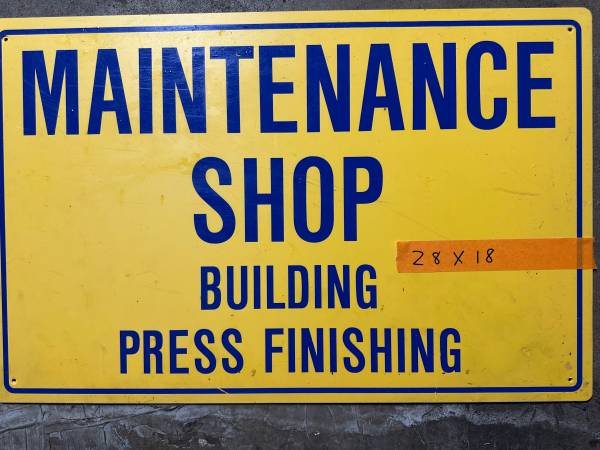 MAINTENANCE
SHOP
28 X 18
BUILDING
PRESS FINISHING